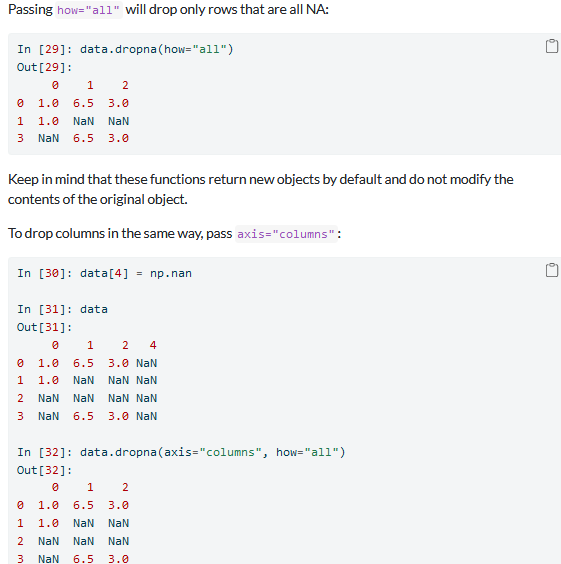 Passing how="all" will drop only rows that are all NA:
In [29]: data.dropna(how="all")
Out[29]:
     0    1    2
0  1.0  6.5  3.0
1  1.0  NaN  NaN
3  NaN  6.5  3.0
Keep in mind that these functions return new objects by default and do not modify the
contents of the original object.
To drop columns in the same way, pass axis="columns":
In [30]: data[4] = np.nan
In [31]: data
Out[31]:
     0    1    2   4
0  1.0  6.5  3.0 NaN
1  1.0  NaN  NaN NaN
2  NaN  NaN  NaN NaN
3  NaN  6.5  3.0 NaN
In [32]: data.dropna(axis="columns", how="all")
Out[32]:
     0    1    2
0  1.0  6.5  3.0
1  1.0  NaN  NaN
2  NaN  NaN  NaN
3  NaN  6.5  3.0